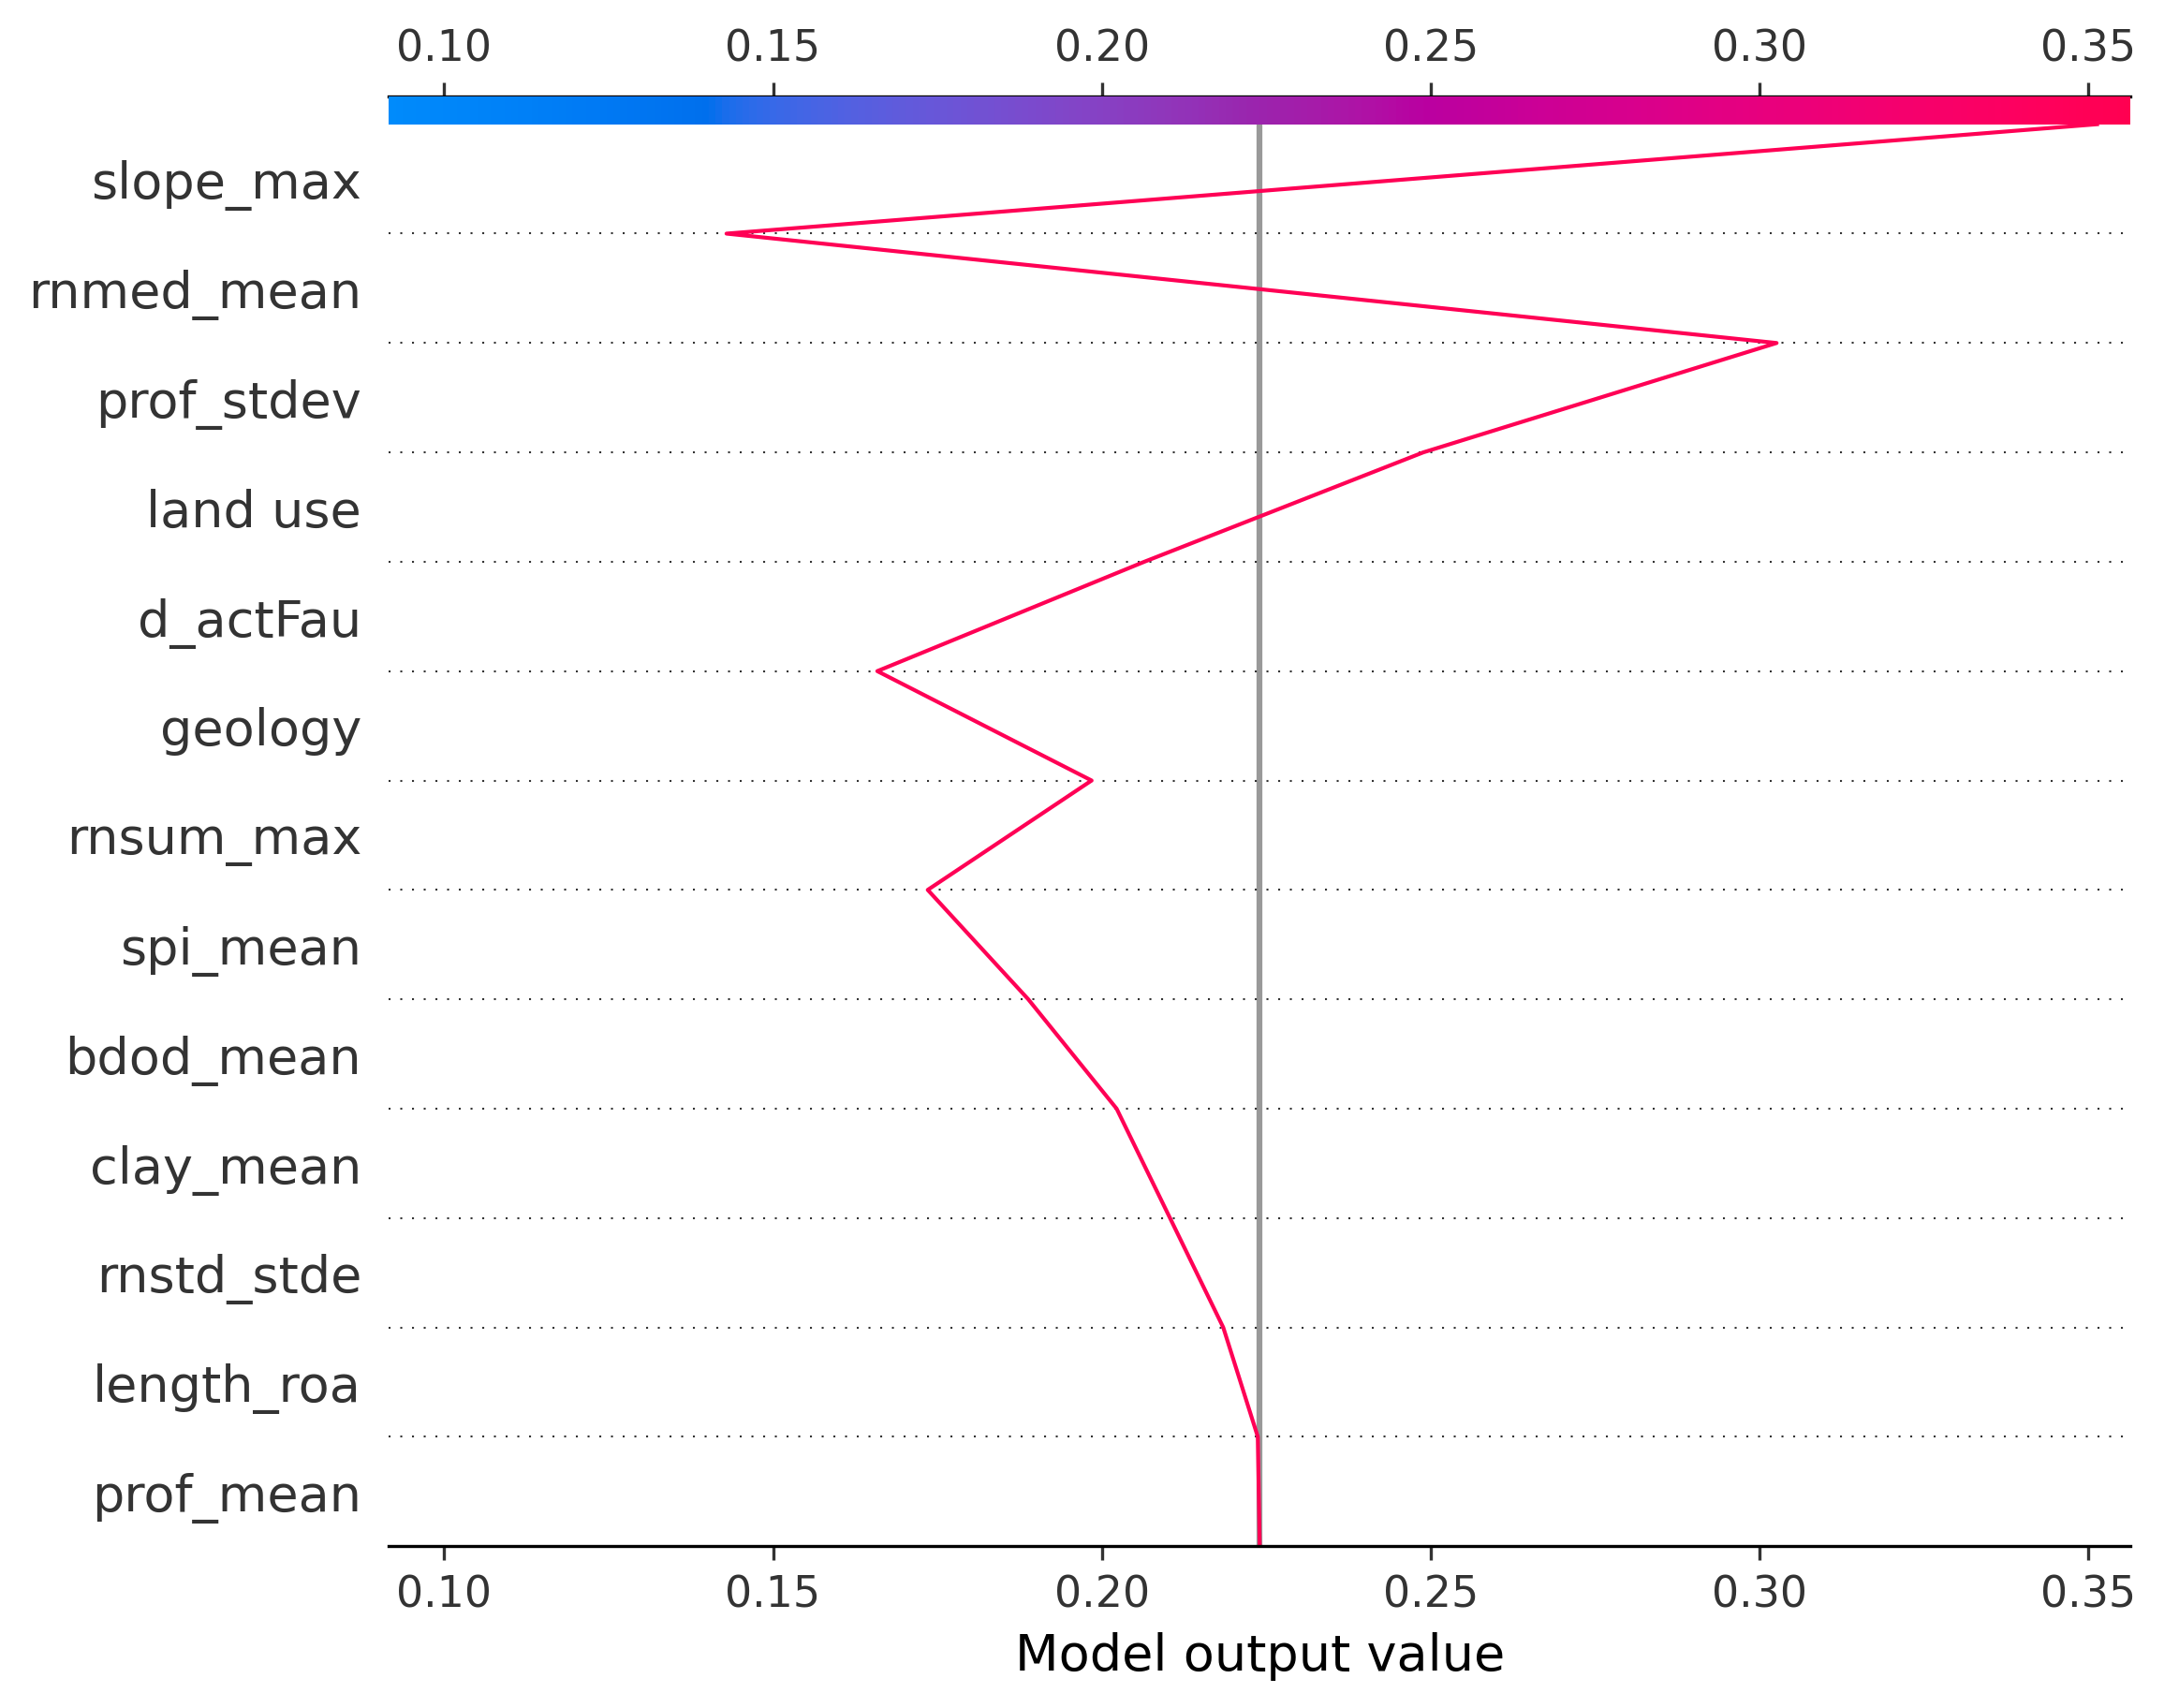 0.10 0.15 0.20 0.25 0.30 0.35
slope_max
rnmed_mean
prof_stdev
land use
d_actFau
geology
rnsum_max
spi_mean
bdod_mean
clay_mean
rnstd_stde
length_roa
prof_mean
0.10 0.15 0.20 0.25 0.30 0.35
Model output value